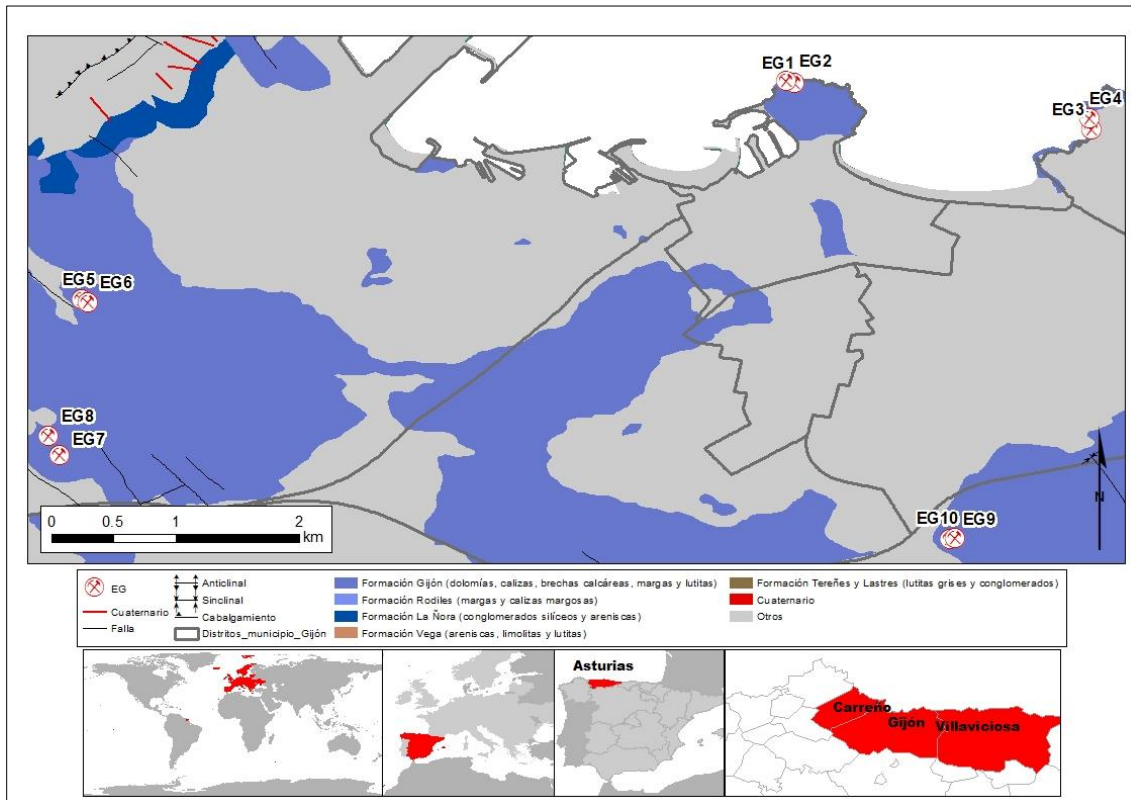 EG1 EG2
EG3 EG4
EG5 EG6
EG8
EG7
EG10 EG9
N
0 0.5 1 2
km
EG
Cuaternario
Falla
Anticlinal
Sinclinal
Cabalgamiento
Distritos_municipio_Gijón
Formación Gijón (dolomías, calizas, brechas calcáreas, margas y lutitas)
Formación Rodiles (margas y calizas margosas)
Formación La Ñora (conglomerados silíceos y areniscas)
Formación Vega (areniscas, limolitas y lutitas)
Formación Tereñes y Lastres (lutitas grises y conglomerados)
Cuaternario
Otros
Asturias
Carreño
Gijón
Villaviciosa